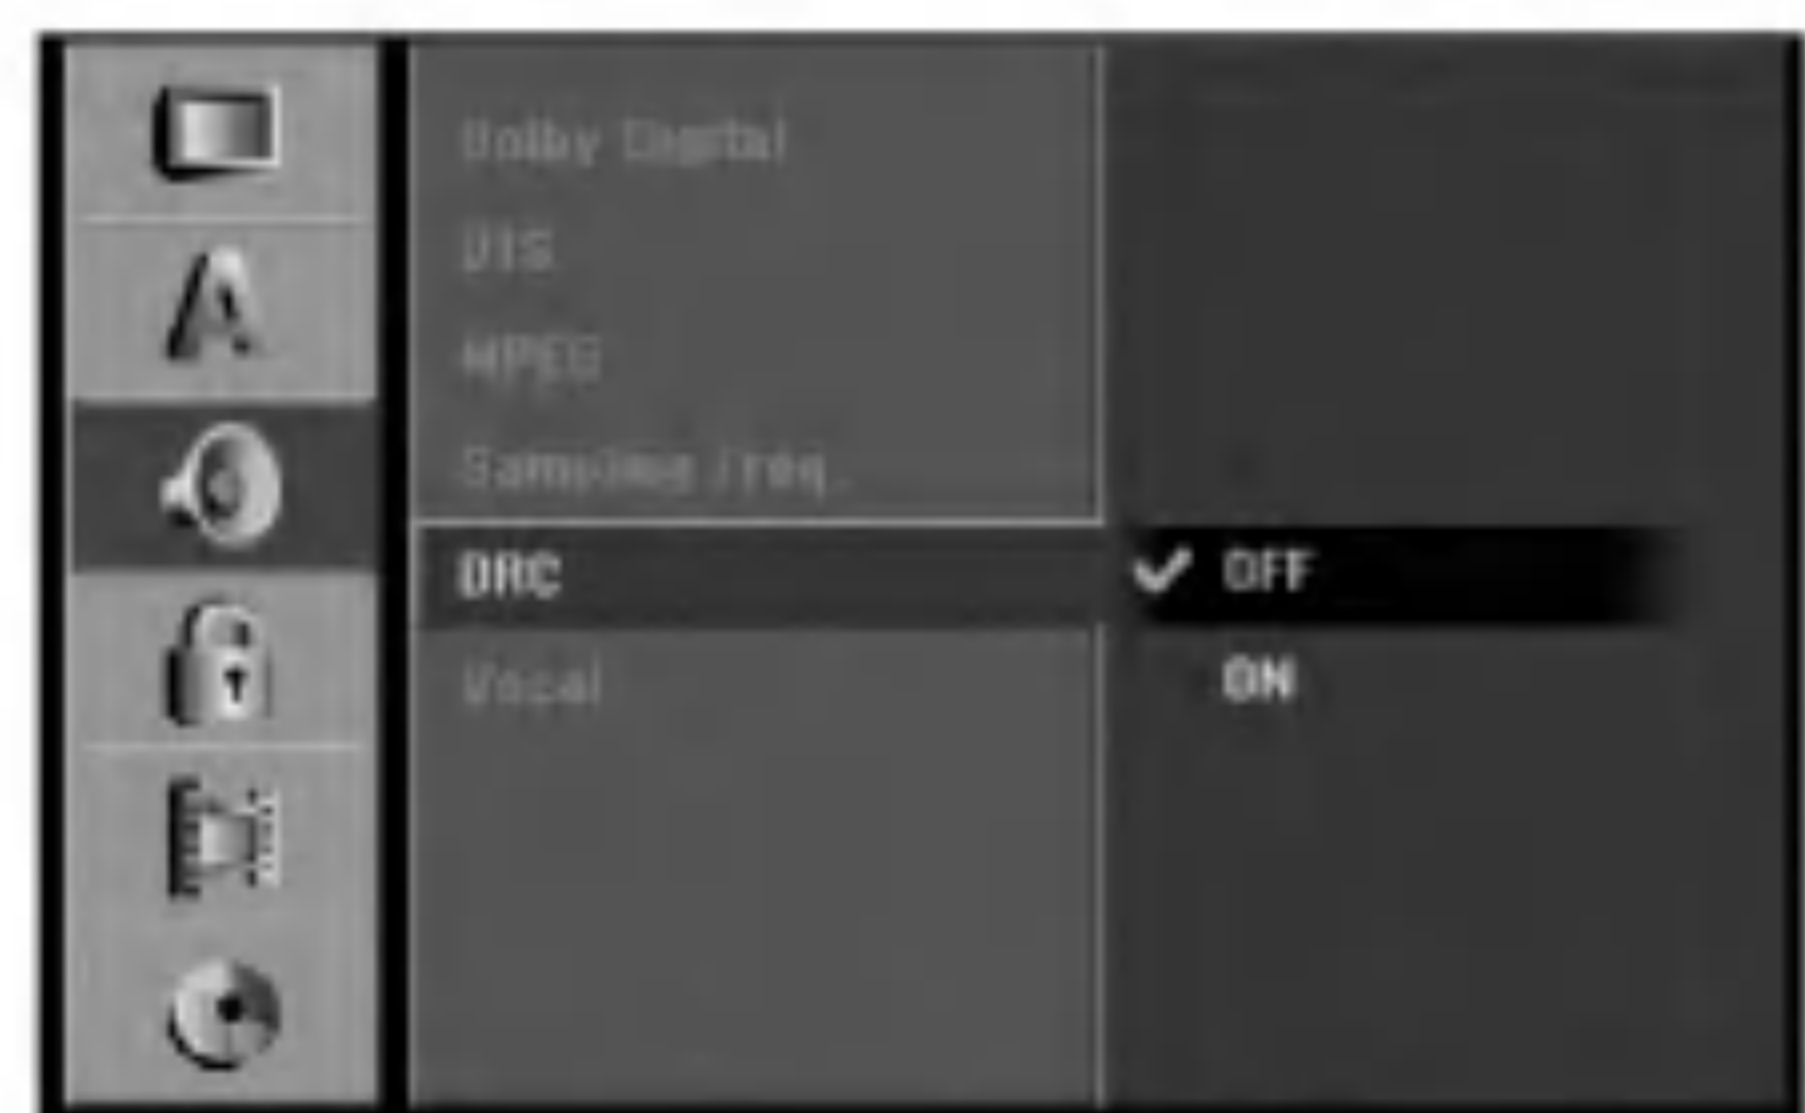 Dolby Digital
DTS
MPEG
Sampling freq.
DRC
OFF
ON
Vocal